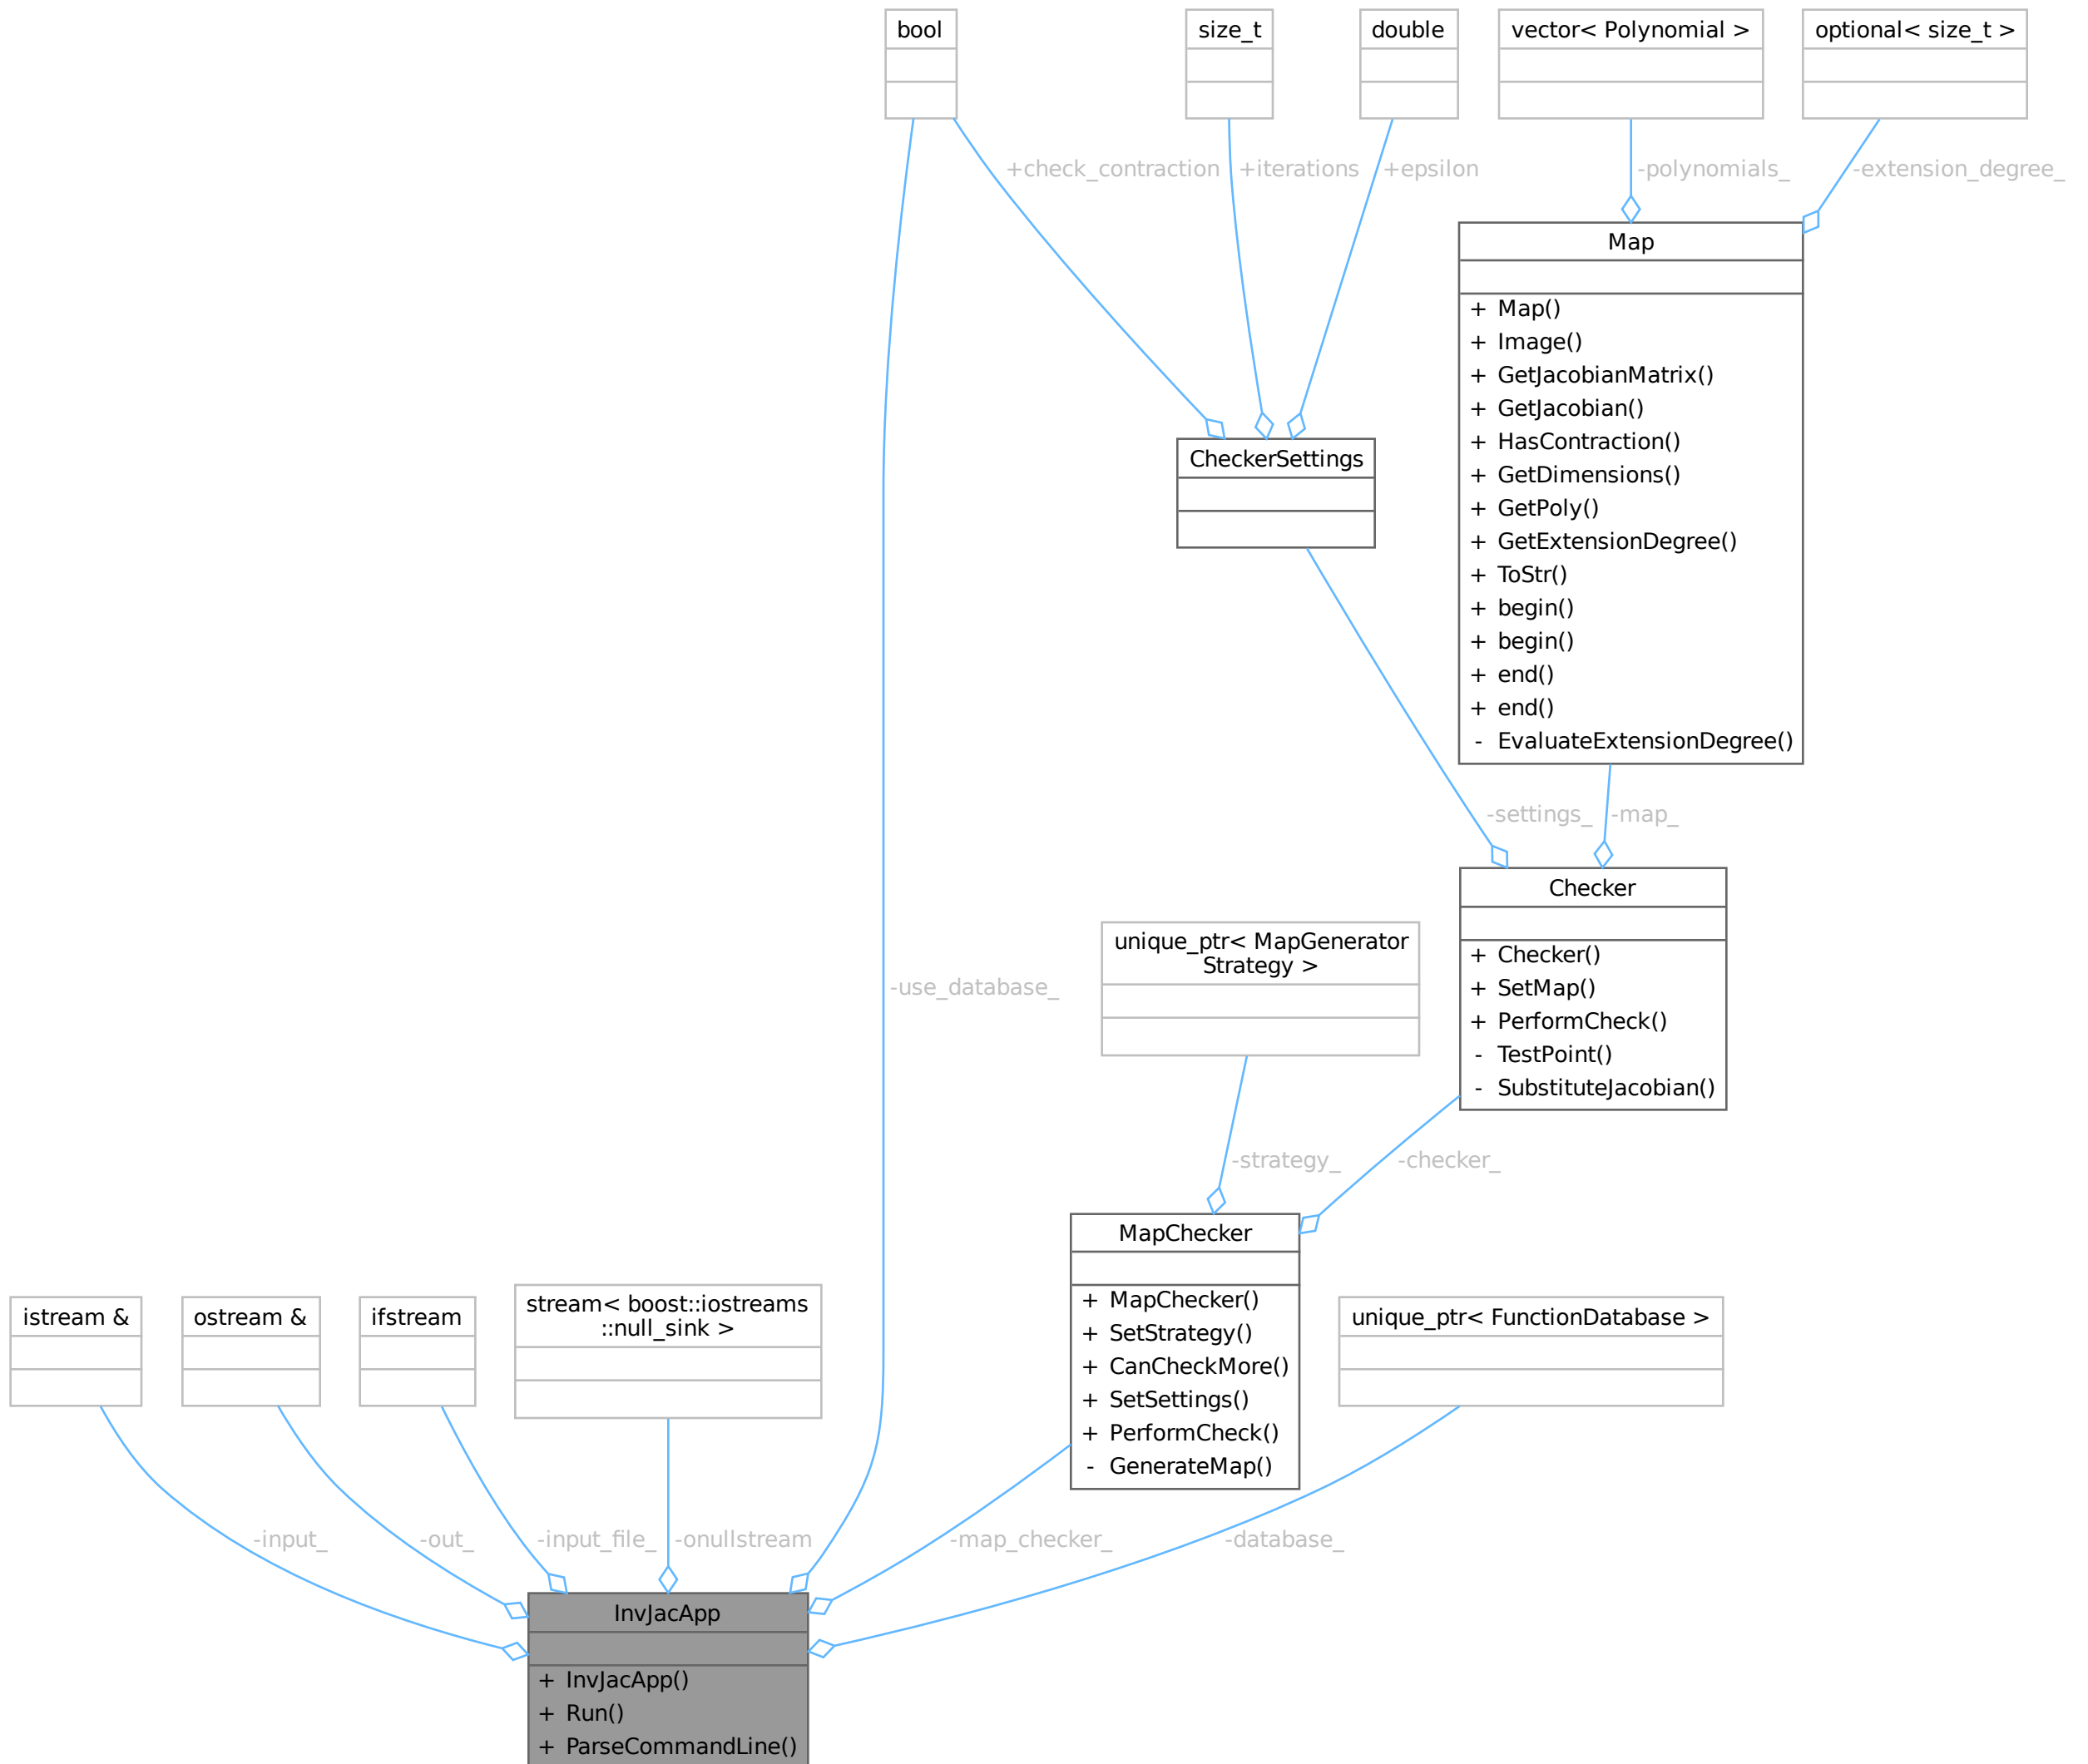 bool
size_t
double
vector< Polynomial >
optional< size_t >
+check_contraction
+iterations
+epsilon
-polynomials_
-extension_degree_
Map
+ Map()
+ Image()
+ GetJacobianMatrix()
+ GetJacobian()
+ HasContraction()
+ GetDimensions()
+ GetPoly()
+ GetExtensionDegree()
+ ToStr()
+ begin()
+ begin()
+ end()
+ end()
- EvaluateExtensionDegree()
CheckerSettings
-settings_
-map_
Checker
+ Checker()
+ SetMap()
+ PerformCheck()
- TestPoint()
- SubstituteJacobian()
unique_ptr< MapGenerator
Strategy >
-use_database_
-strategy_
-checker_
MapChecker
+ MapChecker()
+ SetStrategy()
+ CanCheckMore()
+ SetSettings()
+ PerformCheck()
- GenerateMap()
istream &
ostream &
ifstream
stream< boost::iostreams
::null_sink >
unique_ptr< FunctionDatabase >
-input_
-out_
-input_file_
-onullstream
-map_checker_
-database_
InvJacApp
+ InvJacApp()
+ Run()
+ ParseCommandLine()